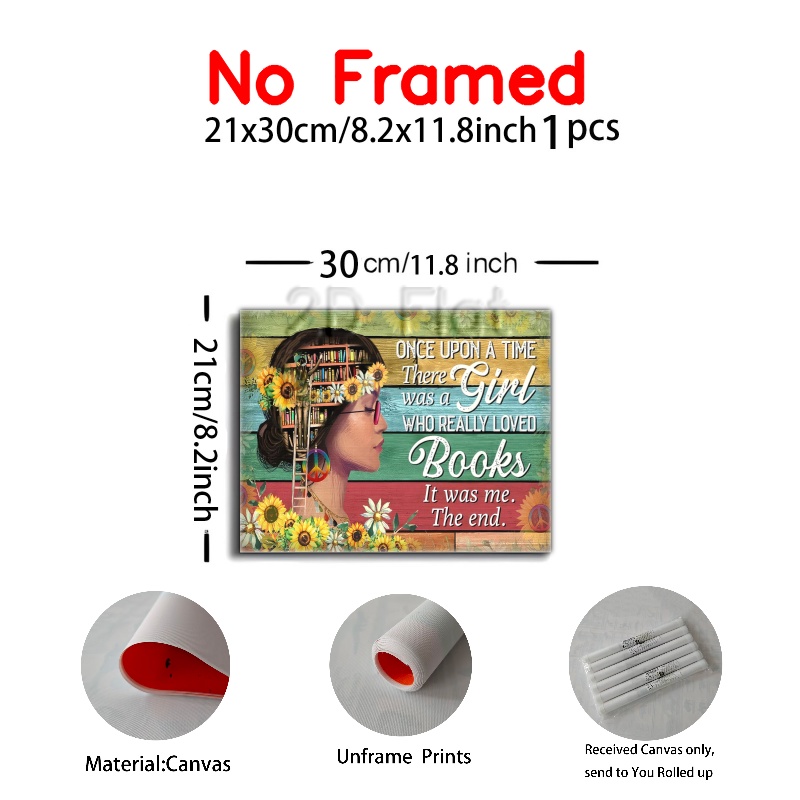 No Framed
21x30cm/8.2x11.8inch 1 pcs
30 cm/11.8 inch
2D Flat
21cm/8.2inch
ONCE UPON A TIME
There was a Girl
WHO REALLY LOVED
Books
It was me.
The end.
Material:Canvas
Unframe Prints
Received Canvas only,
send to You Rolled up